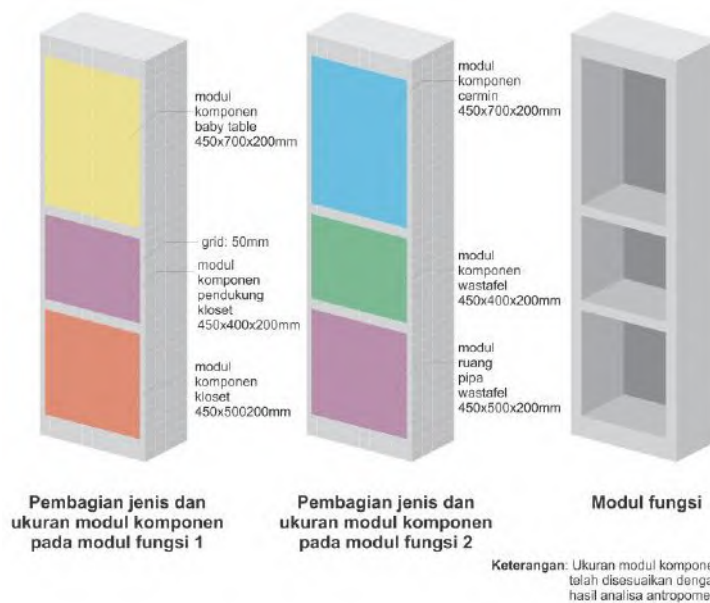 modul
komponen
baby table
450x700x200mm
grid: 50mm
modul
komponen
pendukung
kloset
450x400x200mm
modul
komponen
kloset
450x500200mm
Pembagian jenis dan
ukuran modul komponen
pada modul fungsi 1
modul
komponen
cermin
450x700x200mm
modul
komponen
wastafel
450x400x200mm
modul
ruang
pipa
wastafel
450x500x200mm
Pembagian jenis dan
ukuran modul komponen
pada modul fungsi 2
Modul fungsi
Keterangan: Ukuran modul
telah disesuaikan
hasil analisa